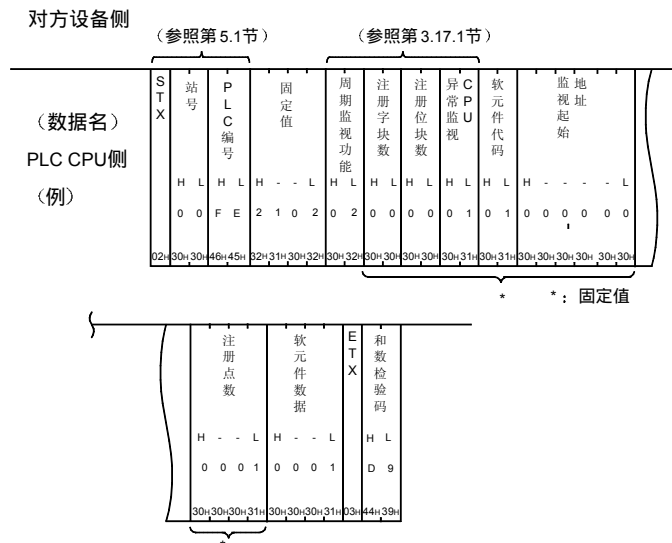 对方设备侧
（参照第5.1节） （参照第 3.17.1节）
（数据名）
PLC CPU侧
（例）
STX 站号 PLC编号 固定值 周期监视功能 注册字块数 注册位块数 异常监视 CPU 软元件代码 监视起始 地址
H L H L H - - L H L H L H L H L H L H - - - - L
0 0 F E 2 1 0 2 0 2 0 0 0 0 0 1 0 1 0 0 0 0 0 0
02H 30H 30H 46H 45H 32H 31H 30H 32H 30H 32H 30H 30H 30H 30H 30H 31H 30H 31H 30H 30H 30H 30H 30H 30H
* *：固定值
注册点数 软元件数据 ETX 和数检验码
H - - L H - - L H L
0 0 0 1 0 0 0 1 D 9
30H 30H 30H 31H 30H 30H 30H 31H 03H 44H 39H
*